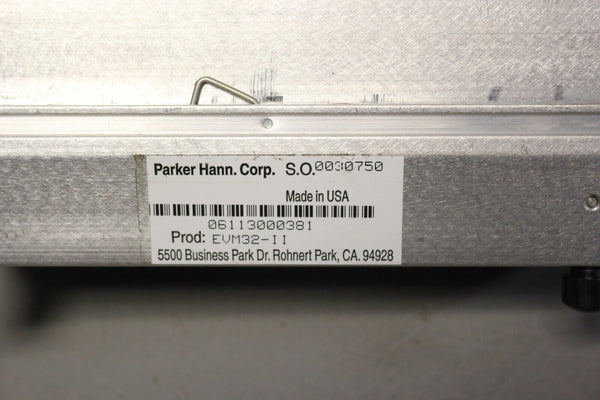 Parker Hann. Corp. S.O.0030750
Made in USA
06113000381
Prod: EVM32-II
5500 Business Park Dr. Rohnert Park, CA. 94928